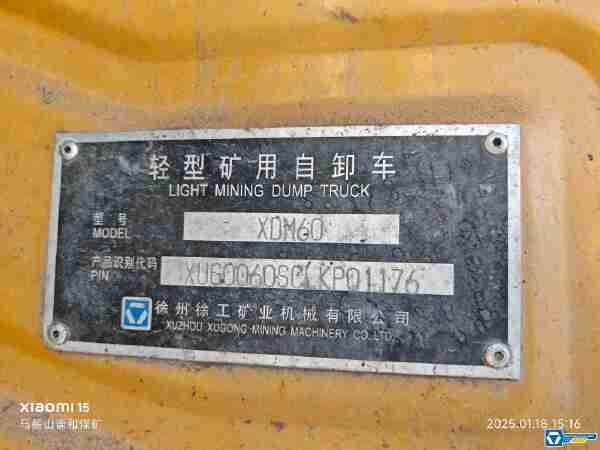 轻型矿用自卸车
LIGHT MINING DUMP TRUCK
型号
MODEL
XDM60
产品识别代码
PIN
徐州徐工矿业机械有限公司
XUZHOU XUGONG MINING MACHINERY CO.,LTD.
xiaomi 15
2025.01.18 15:16